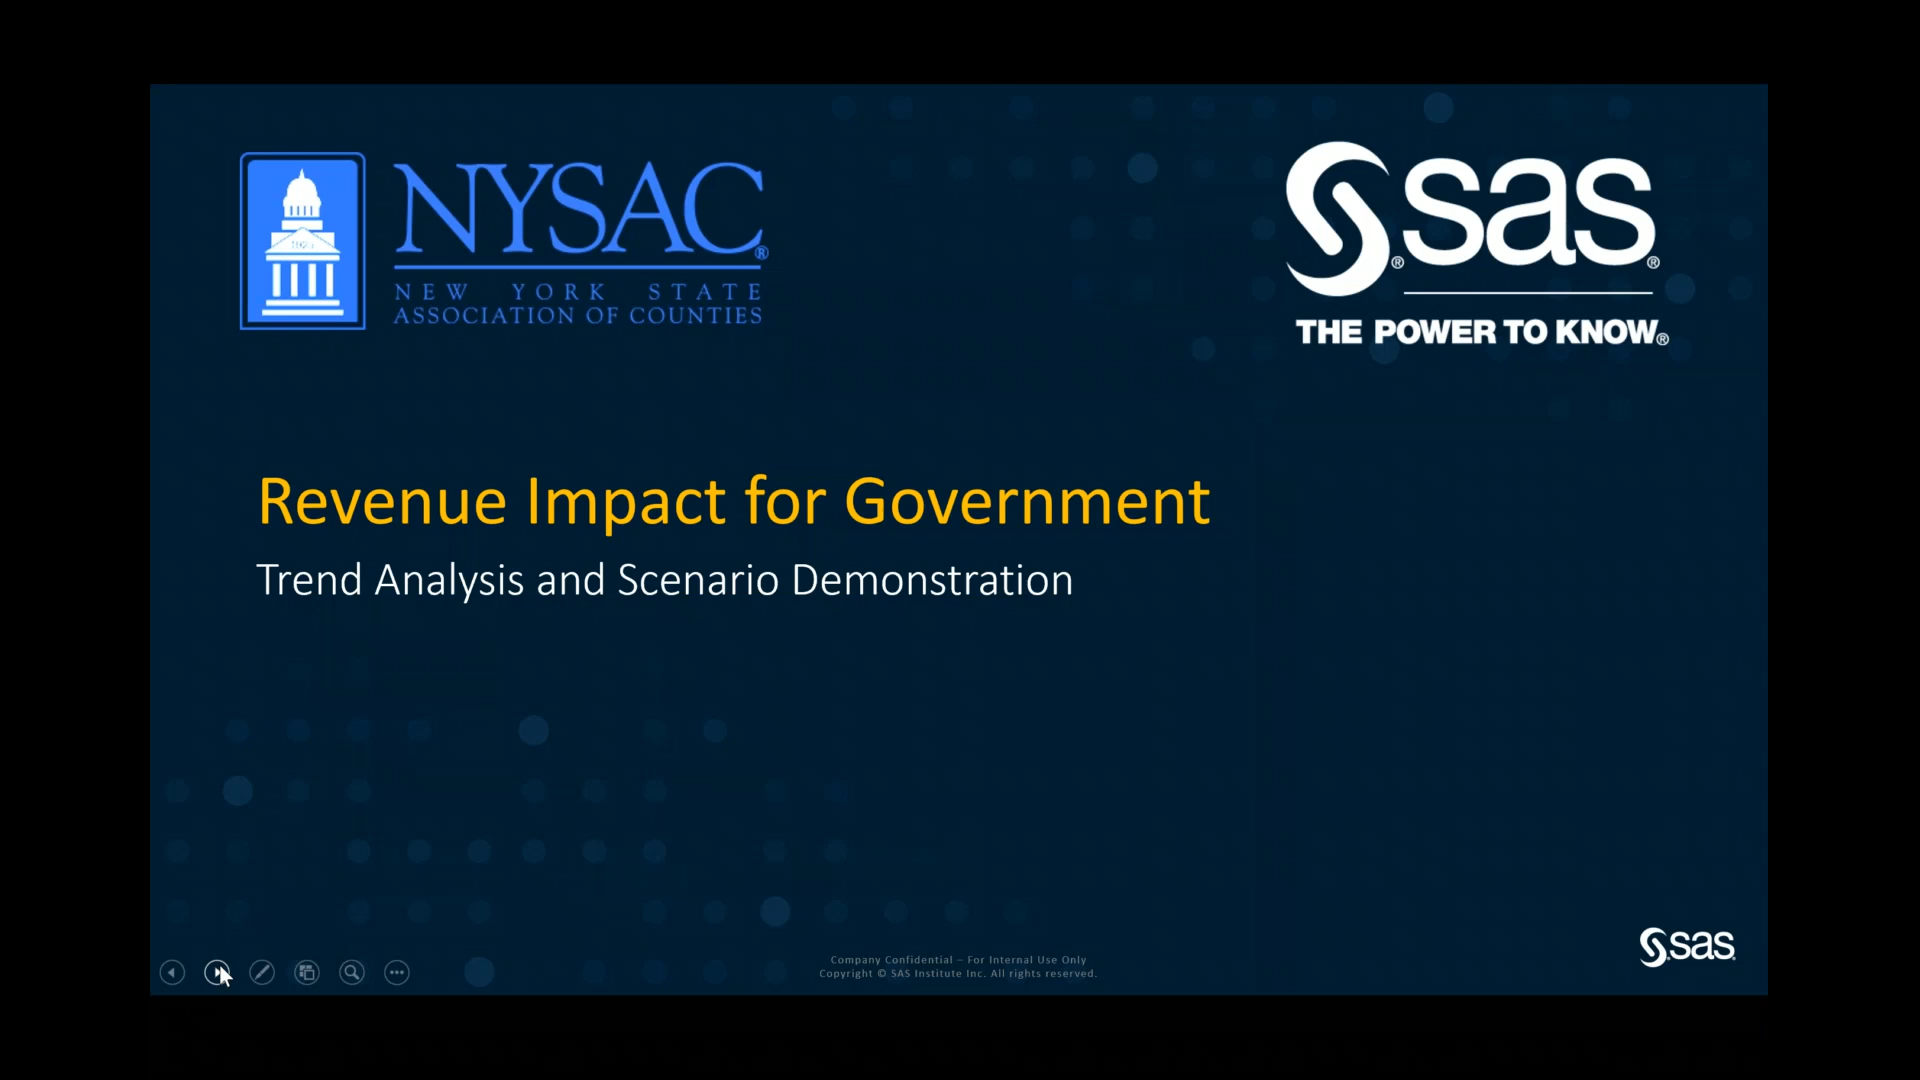 NYSAC®
NEW YORK STATE
ASSOCIATION OF COUNTIES
® sas®
THE POWER TO KNOW®
Revenue Impact for Government
Trend Analysis and Scenario Demonstration
Company Confidential – For Internal Use Only
Copyright © SAS Institute Inc. All rights reserved.
sas